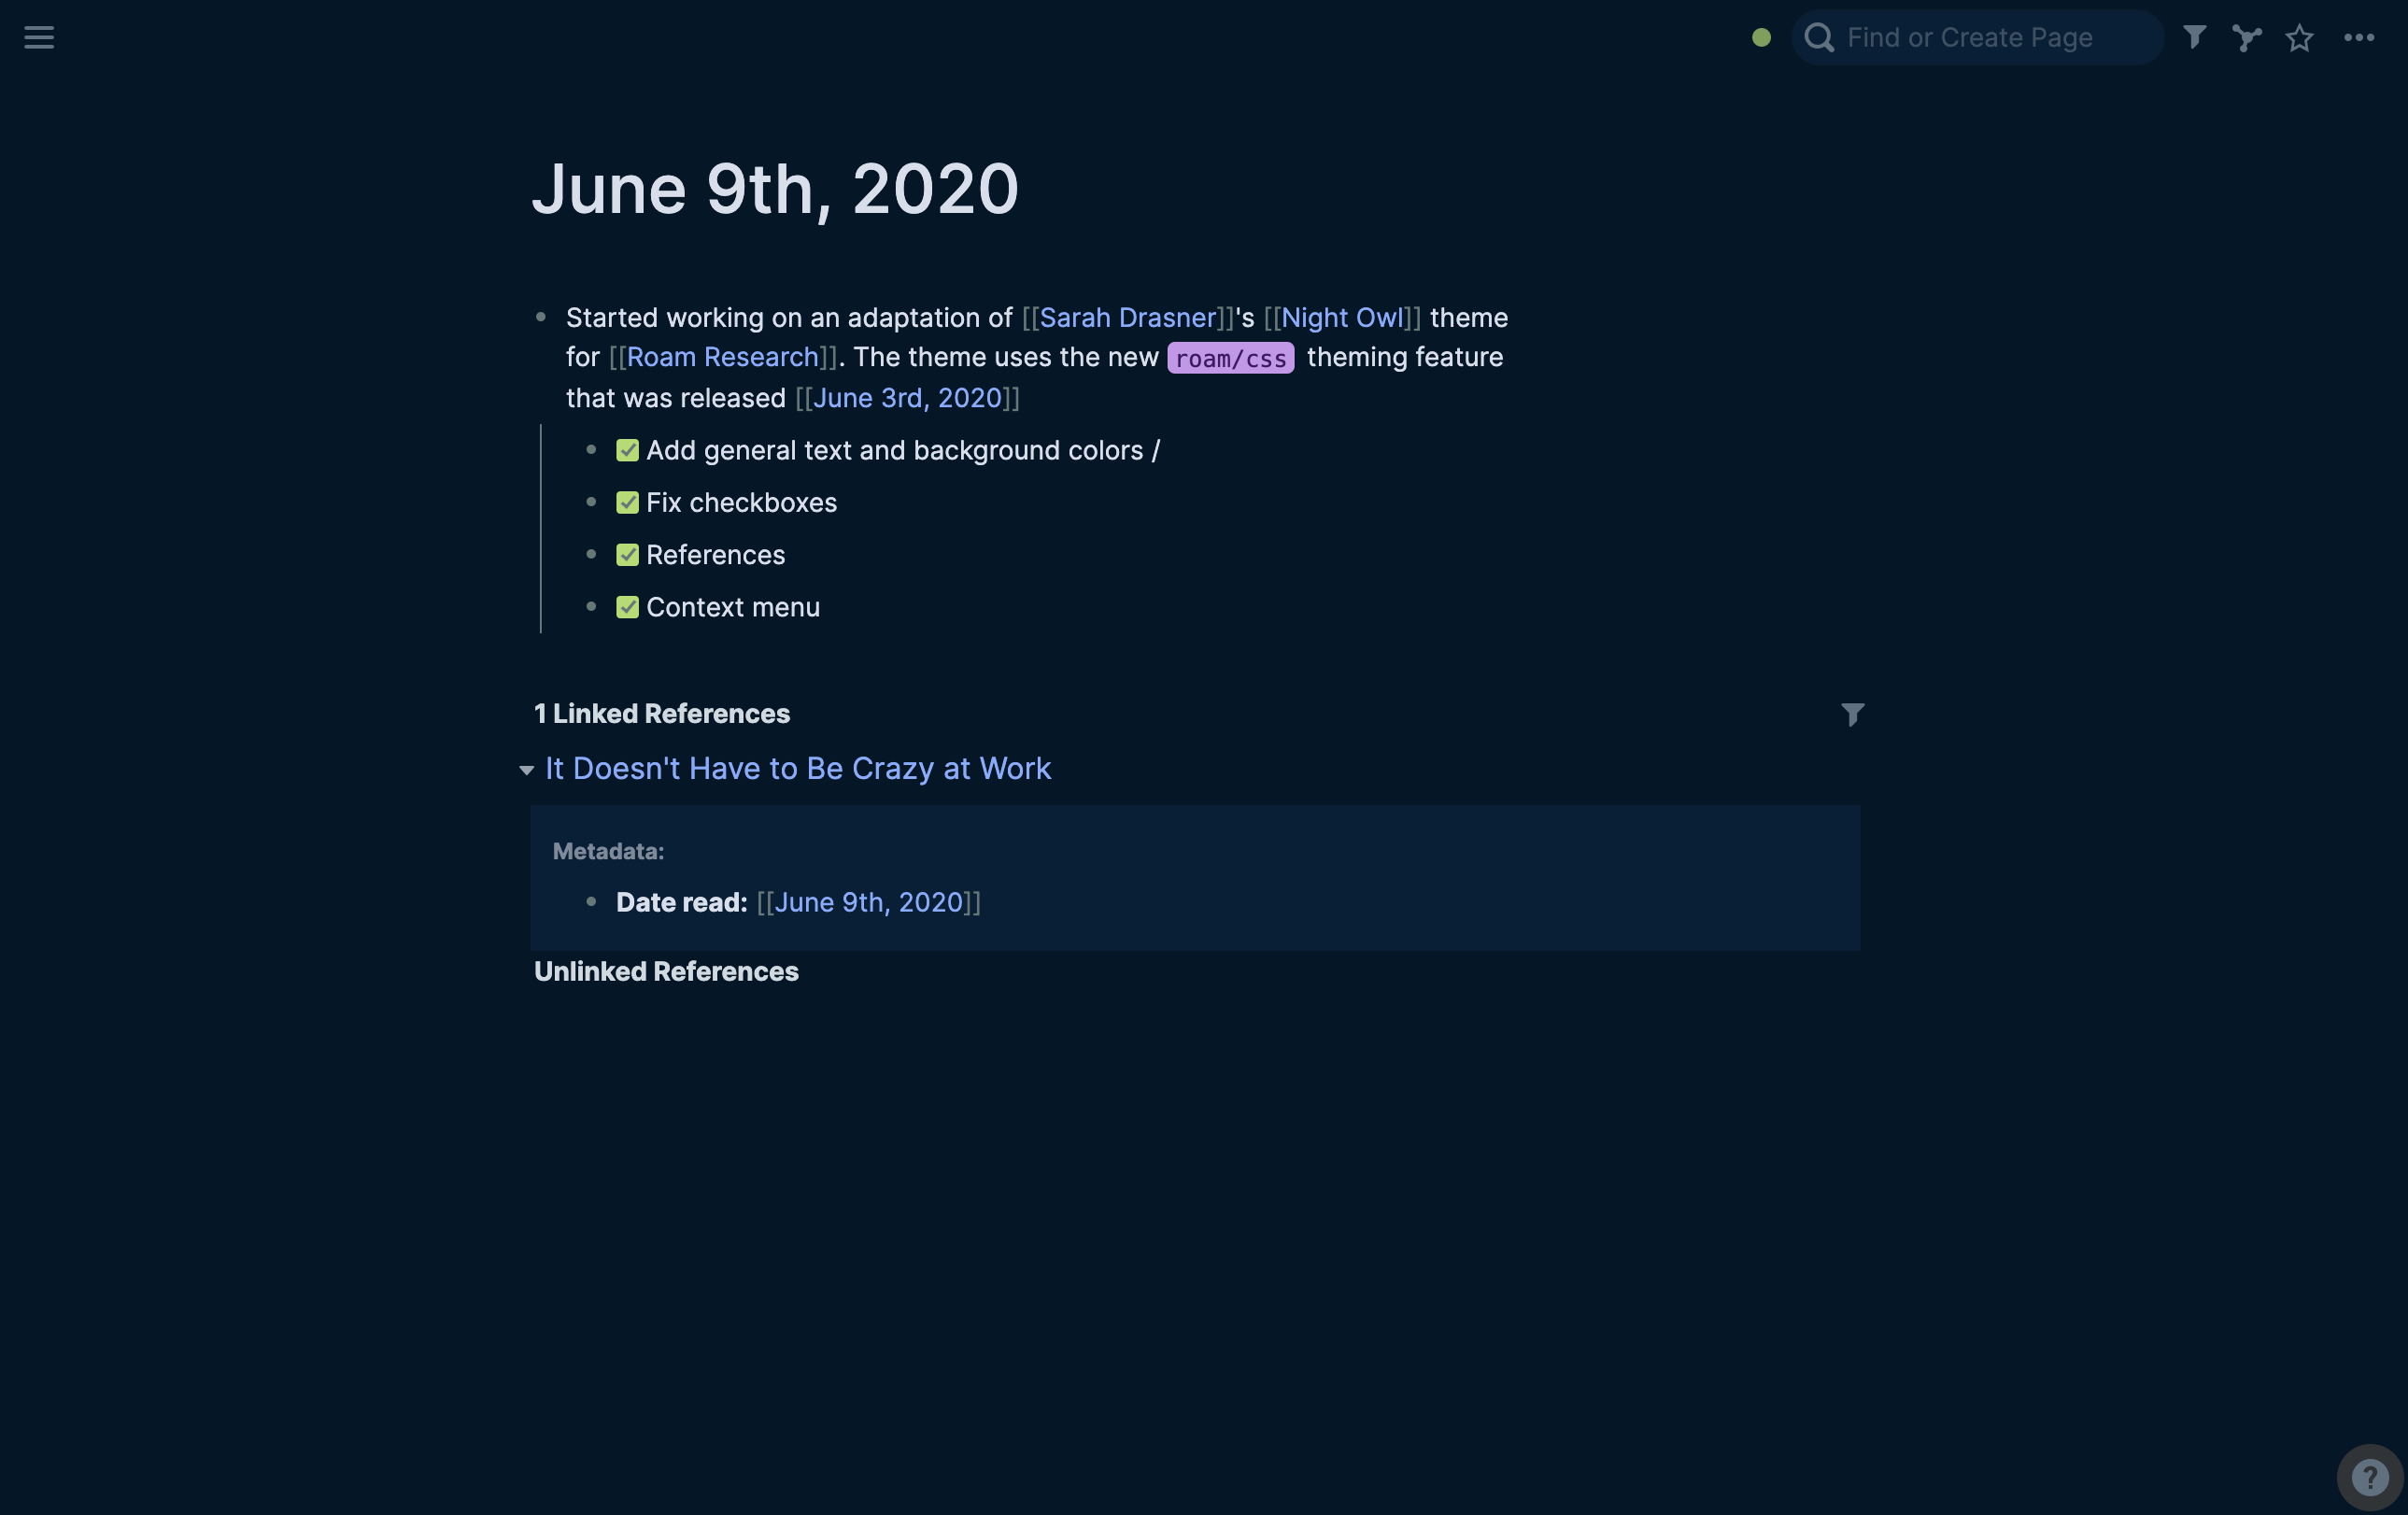 Find or Create Page
June 9th, 2020
Started working on an adaptation of [[Sarah Drasner]]'s [[Night Owl]] theme
for [[Roam Research]]. The theme uses the new roam/css theming feature
that was released [[June 3rd, 2020]]
Add general text and background colors /
Fix checkboxes
References
Context menu
1 Linked References
It Doesn't Have to Be Crazy at Work
Metadata:
Date read: [[June 9th, 2020]]
Unlinked References
?